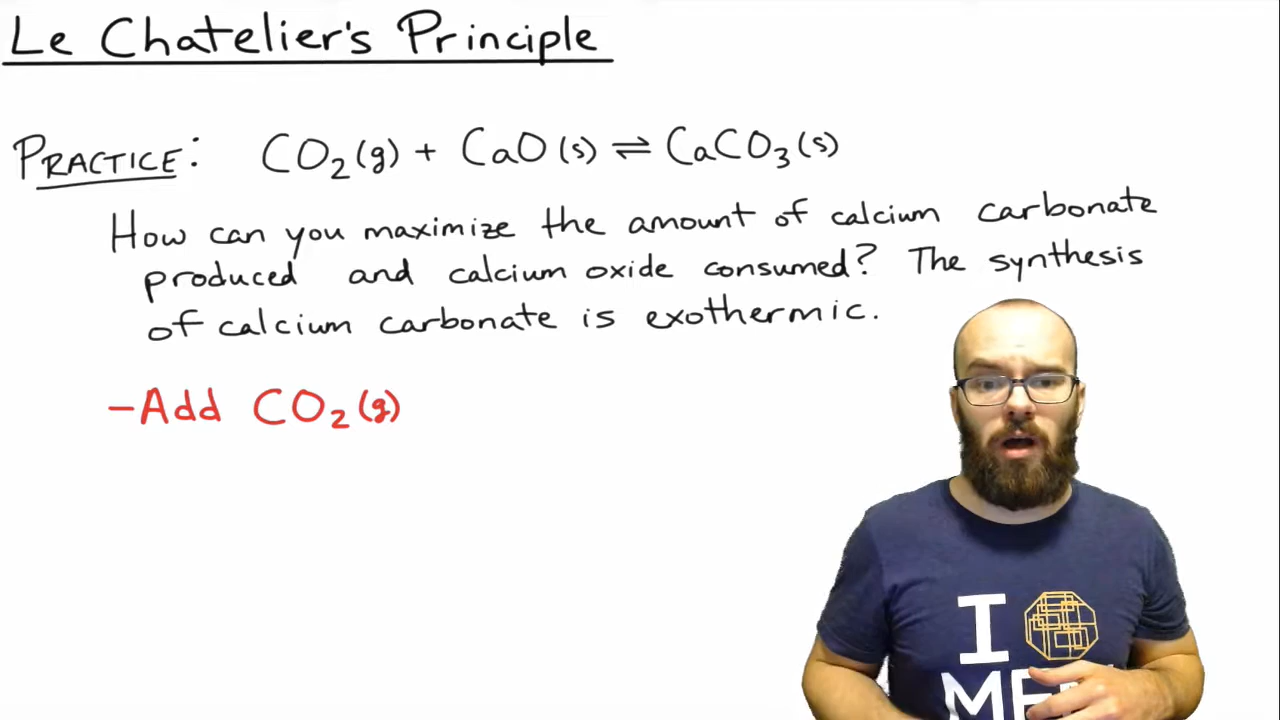 Le Chatelier's Principle
PRACTICE: CO₂(g) + CaO(s) ⇌ CaCO₃(s)
How can you maximize the amount of calcium carbonate
produced and calcium oxide consumed? The synthesis
of calcium carbonate is exothermic.
-Add CO₂(g)
I